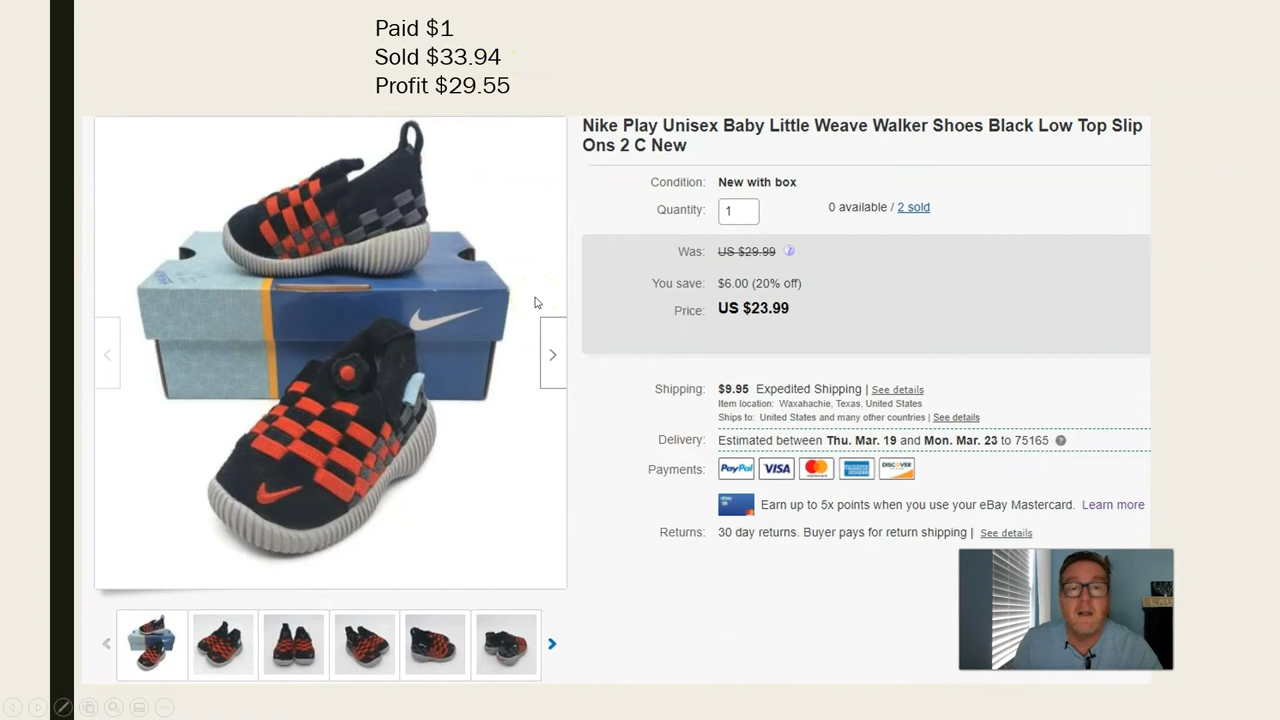 Paid $1
Sold $33.94
Profit $29.55
Nike Play Unisex Baby Little Weave Walker Shoes Black Low Top Slip
Ons 2 C New
Condition: New with box
Quantity: 1 0 available / 2 sold
Was: US $29.99
You save: $6.00 (20% off)
Price: US $23.99
Shipping: $9.95 Expedited Shipping | See details
Item location: Waxahachie, Texas, United States
Ships to: United States and many other countries | See details
Delivery: Estimated between Thu. Mar. 19 and Mon. Mar. 23 to 75165
Payments: PayPal VISA MasterCard AMERICAN EXPRESS DISCOVER
Earn up to 5x points when you use your eBay Mastercard. Learn more
Returns: 30 day returns. Buyer pays for return shipping | See details